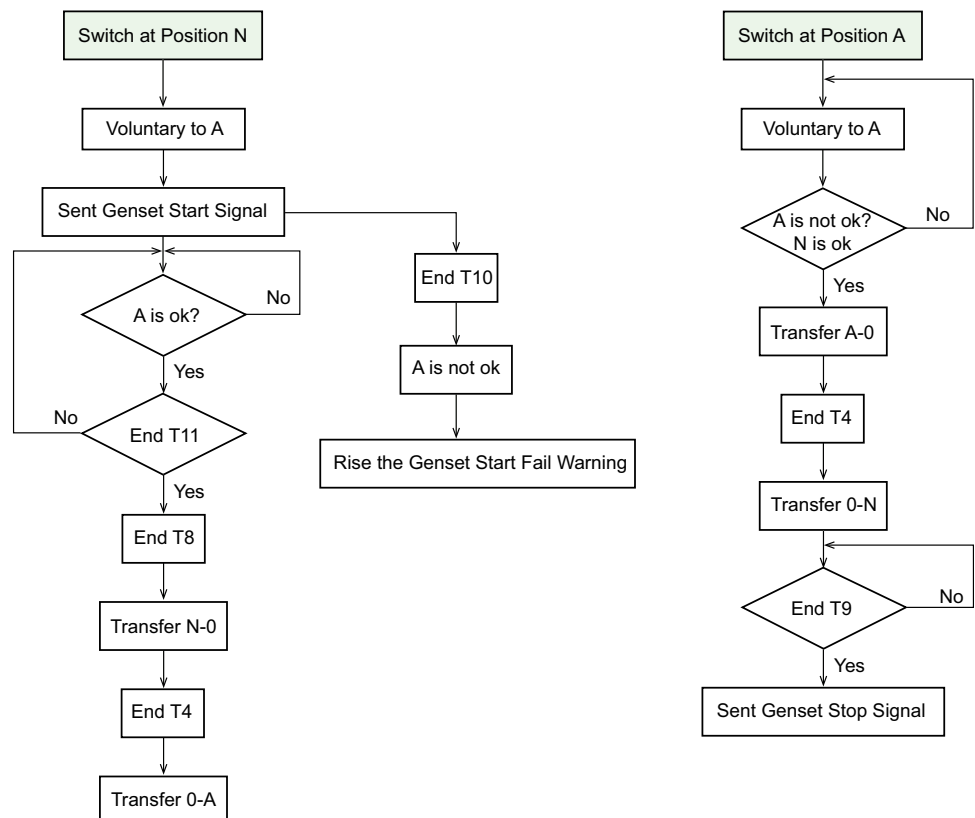 Switch at Position N
Voluntary to A
Sent Genset Start Signal
A is ok?
No
Yes
End T11
No
Yes
End T8
Transfer N-0
End T4
Transfer 0-A
End T10
A is not ok
Rise the Genset Start Fail Warning
Switch at Position A
Voluntary to A
A is not ok?
N is ok
No
Yes
Transfer A-0
End T4
Transfer 0-N
End T9
No
Yes
Sent Genset Stop Signal